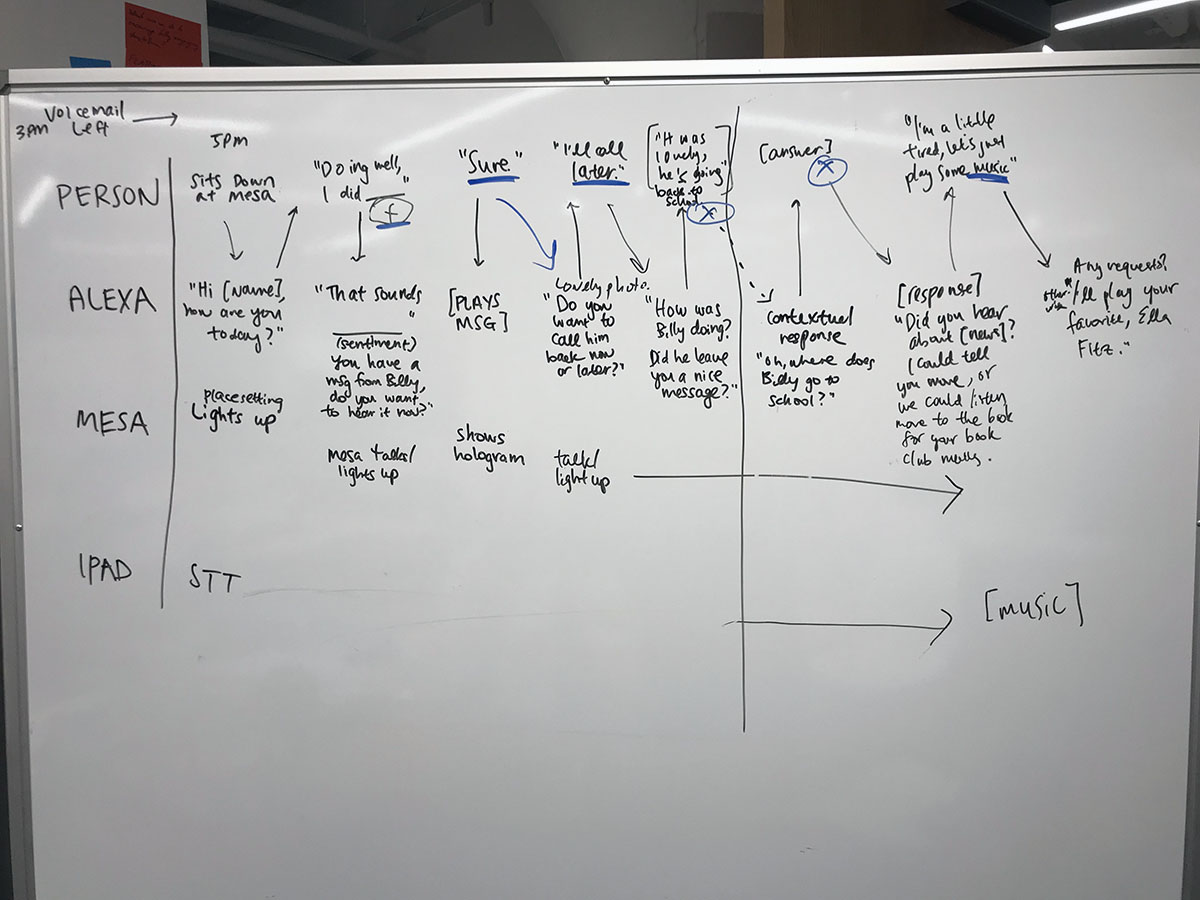 Voicemail
3PM Left
5pm
PERSON
Sits Down
at mesa
"Doing well,
I did ____"
+
"Sure"
"I'll call
later."
["It was
lovely,
he's going"
back to
school]
X
[answer]
X
"I'm a little
tired, let's just
play some music"
ALEXA
"Hi [Name],
how are you
today?"
"That sounds
____"
(sentiment)
You have a
msg from Billy,
do you want
to hear it now?"
[PLAYS
MSG]
Lovely photo.
"Do you
want to
call him
back now
or later?"
"How was
Billy doing?
Did he leave
you a nice
message?"
contextual
response
"oh, where does
Billy go to
school?"
[response]
"Did you hear
about [news]?
I could tell
you more, or
we could listen
more to the book
for your book
club
Any requests?
I'll play your
favorite, Ella
Fitz."
MESA
placesetting
Lights up
mesa talks/
lights up
shows
hologram
talk/
light up
IPAD
STT
[music]